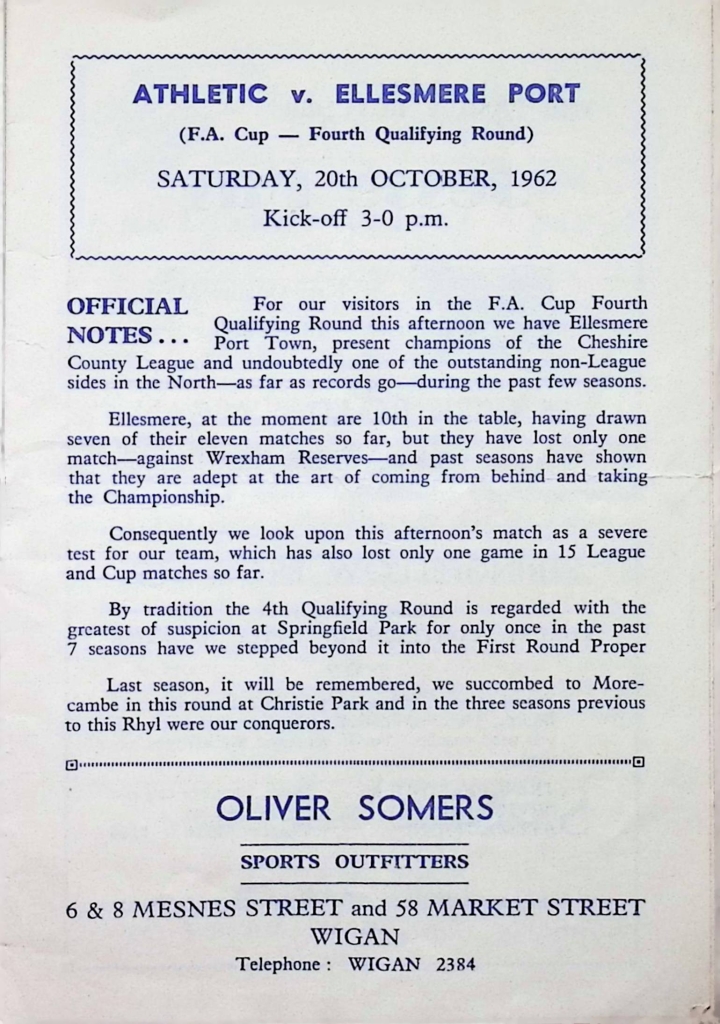 ATHLETIC v. ELLESMERE PORT
(F.A. Cup — Fourth Qualifying Round)
SATURDAY, 20th OCTOBER, 1962
Kick-off 3-0 p.m.
OFFICIAL NOTES ... For our visitors in the F.A. Cup Fourth
Qualifying Round this afternoon we have Ellesmere
Port Town, present champions of the Cheshire
County League and undoubtedly one of the outstanding non-League
sides in the North—as far as records go—during the past few seasons.
Ellesmere, at the moment are 10th in the table, having drawn
seven of their eleven matches so far, but they have lost only one
match—against Wrexham Reserves—and past seasons have shown
that they are adept at the art of coming from behind and taking
the Championship.
Consequently we look upon this afternoon's match as a severe
test for our team, which has also lost only one game in 15 League
and Cup matches so far.
By tradition the 4th Qualifying Round is regarded with the
greatest of suspicion at Springfield Park for only once in the past
7 seasons have we stepped beyond it into the First Round Proper
Last season, it will be remembered, we succombed to More-
cambe in this round at Christie Park and in the three seasons previous
to this Rhyl were our conquerors.
OLIVER SOMERS
SPORTS OUTFITTERS
6 & 8 MESNES STREET and 58 MARKET STREET
WIGAN
Telephone : WIGAN 2384